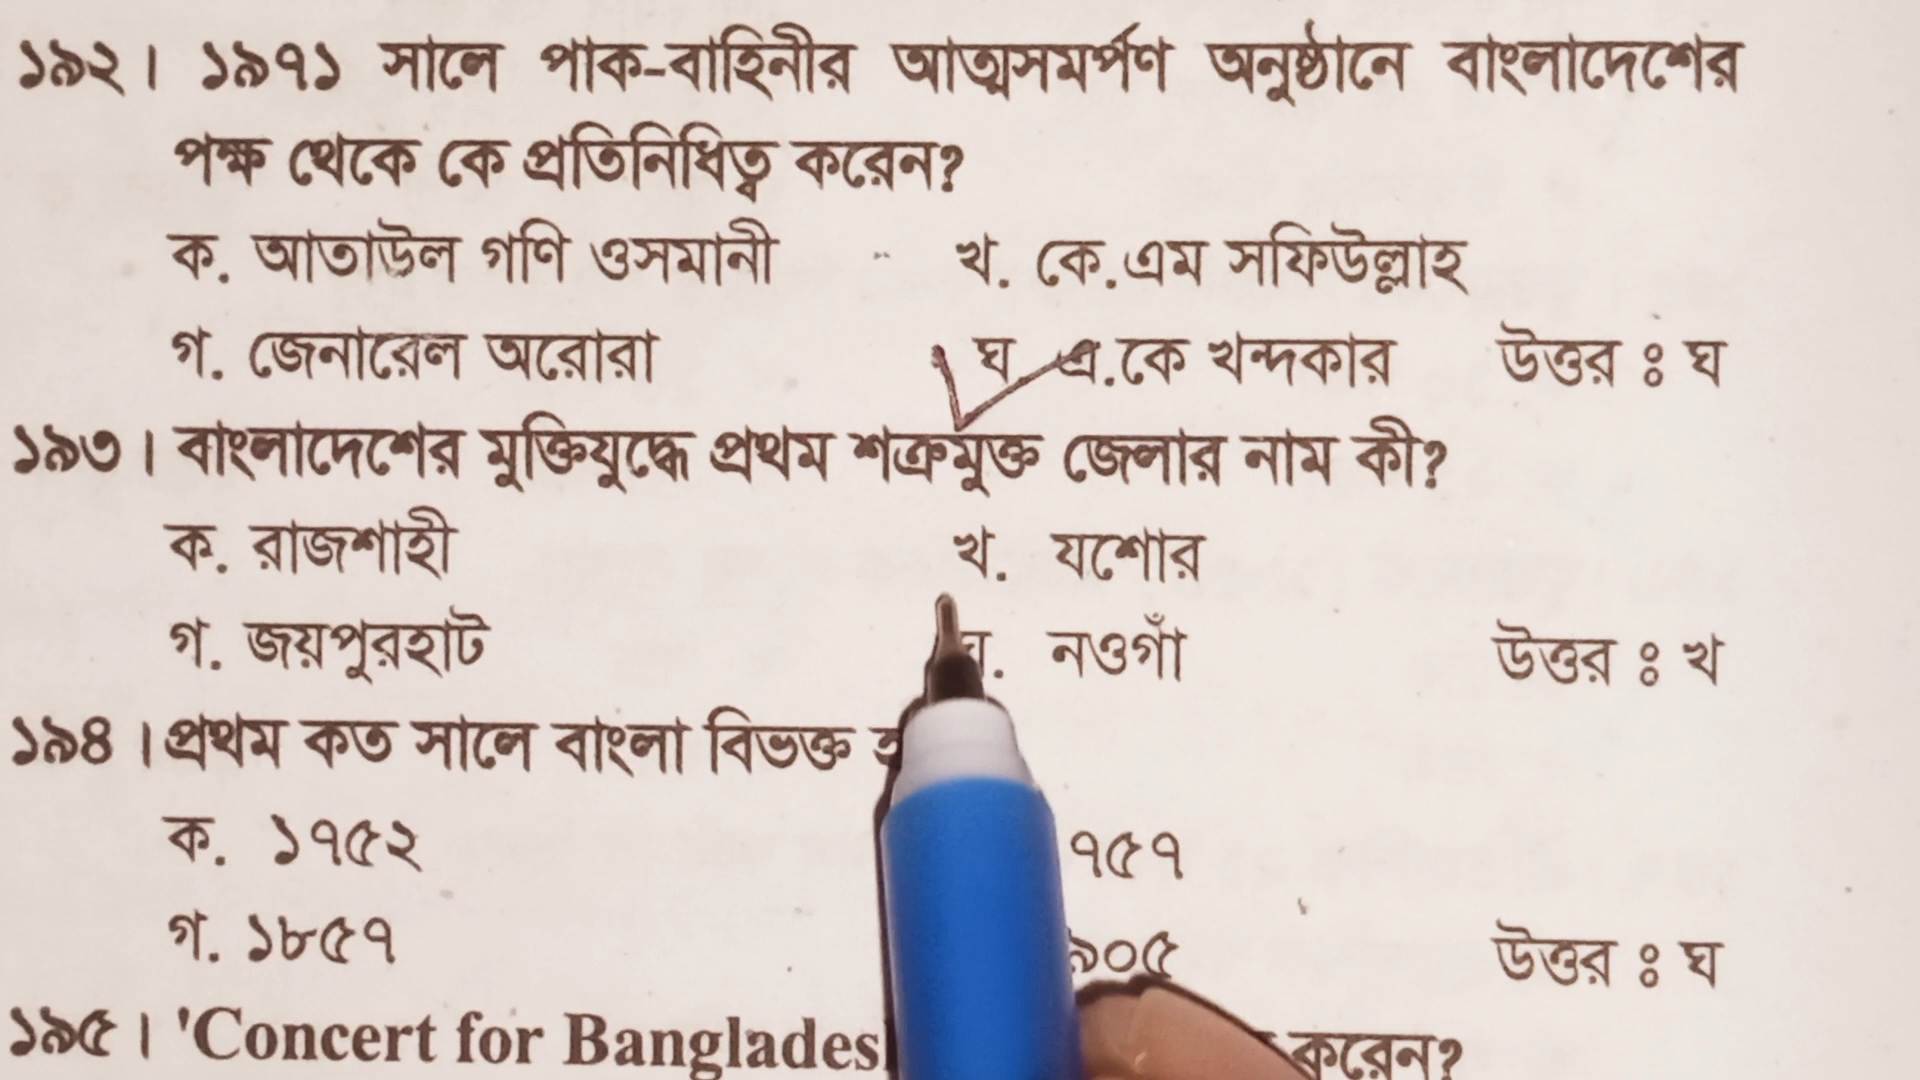 ১৯২। ১৯৭১ সালে পাক-বাহিনীর আত্মসমর্পণ অনুষ্ঠানে বাংলাদেশের
পক্ষ থেকে কে প্রতিনিধিত্ব করেন?
ক. আতাউল গণি ওসমানী খ. কে.এম সফিউল্লাহ
গ. জেনারেল অরোরা ঘ এ.কে খন্দকার উত্তর ঃ ঘ
১৯৩। বাংলাদেশের মুক্তিযুদ্ধে প্রথম শত্রুমুক্ত জেলার নাম কী?
ক. রাজশাহী খ. যশোর
গ. জয়পুরহাট ঘ. নওগাঁ উত্তর ঃ খ
১৯৪। প্রথম কত সালে বাংলা বিভক্ত
ক. ১৭৫২ ৭৫৭
গ. ১৮৫৭ ৯০৫ উত্তর ঃ ঘ
১৯৫। 'Concert for Banglades করেন?